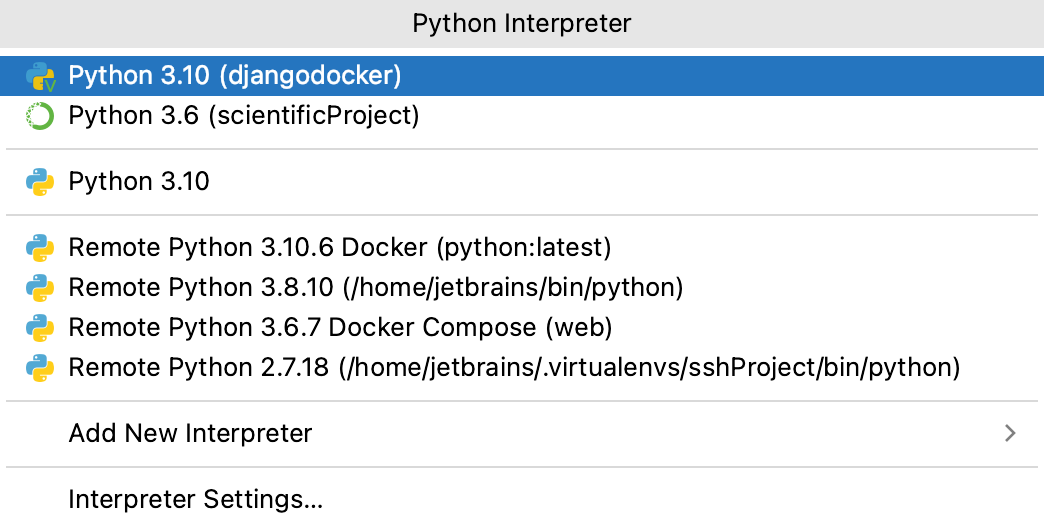 Python Interpreter
Python 3.10 (djangodocker)
Python 3.6 (scientificProject)
Python 3.10
Remote Python 3.10.6 Docker (python:latest)
Remote Python 3.8.10 (/home/jetbrains/bin/python)
Remote Python 3.6.7 Docker Compose (web)
Remote Python 2.7.18 (/home/jetbrains/.virtualenvs/sshProject/bin/python)
Add New Interpreter
Interpreter Settings...